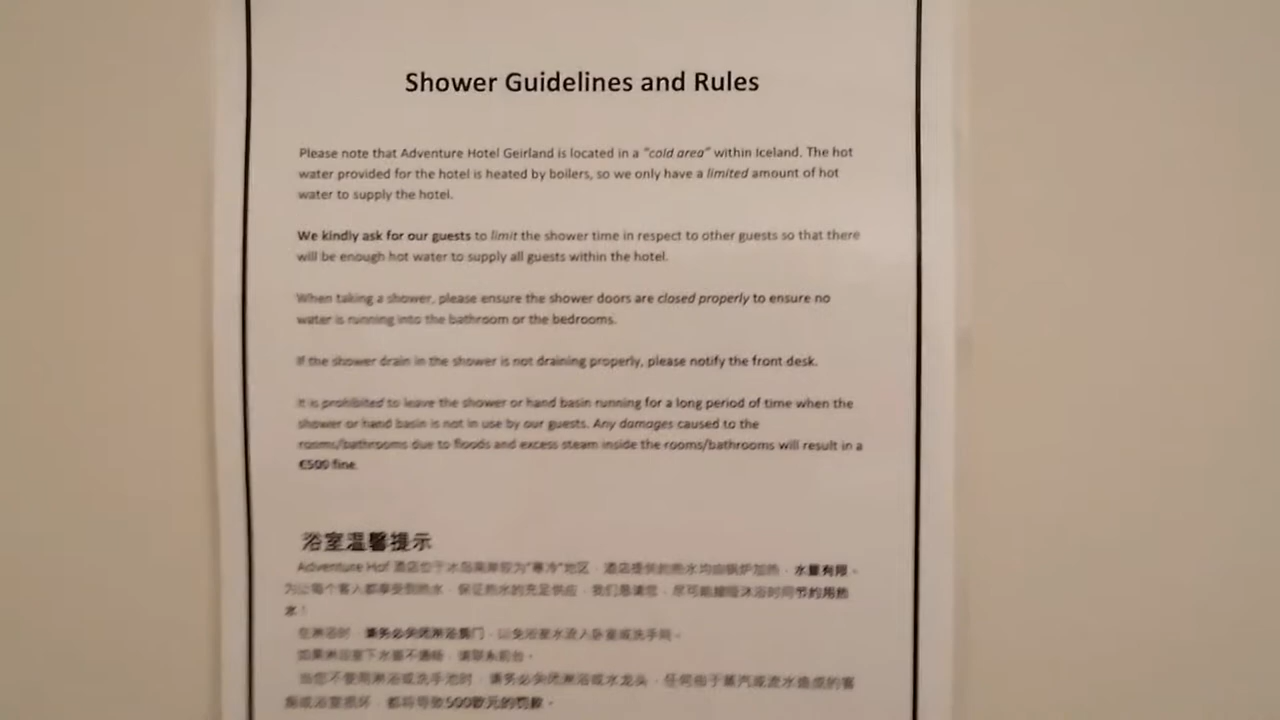 Shower Guidelines and Rules
Please note that Adventure Hotel Geirland is located in a "cold area" within Iceland. The hot
water provided for the hotel is heated by boilers, so we only have a limited amount of hot
water to supply the hotel.
We kindly ask for our guests to limit the shower time in respect to other guests so that there
will be enough hot water to supply all guests within the hotel.
When taking a shower, please ensure the shower doors are closed properly to ensure no
water is running into the bathroom or the bedrooms.
If the shower drain in the shower is not draining properly, please notify the front desk.
It is prohibited to leave the shower or hand basin running for a long period of time when the
shower or hand basin is not in use by our guests. Any damages caused to the
rooms/bathrooms due to floods and excess steam inside the rooms/bathrooms will result in a
€500 fine.
浴室温馨提示
Adventure Hof 酒店位于冰岛南岸较为"寒冷"地区，酒店提供的热水均由锅炉加热，水量有限。
为让每个客人都享受到热水，保证热水的充足供应，我们恳请您，尽可能缩短沐浴时间节约用热
水！
在淋浴时，请务必关闭淋浴房门，以免浴室水流入卧室或洗手间。
如果淋浴室下水道不通畅，请联系前台。
当您不使用淋浴或洗手池时，请务必关闭淋浴或水龙头，任何由于蒸汽或流水造成的客
房或浴室损坏，都将导致500欧元的罚款。